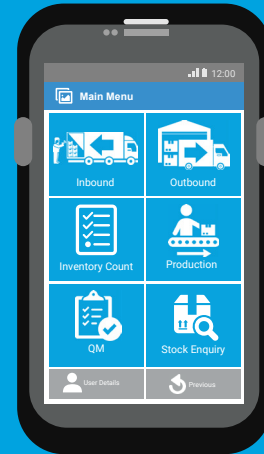 12:00
Main Menu
Inbound
Outbound
Inventory Count
Production
QM
Stock Enquiry
User Details
Previous